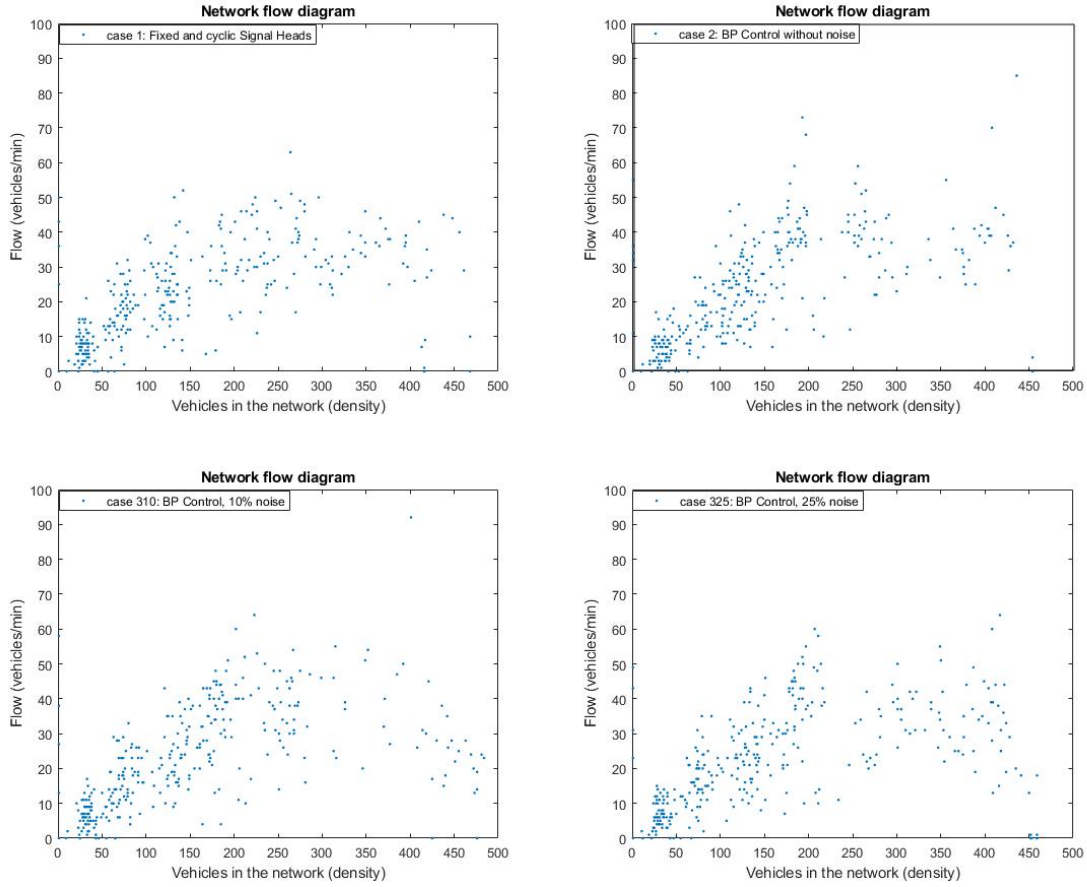 Network flow diagram
case 1: Fixed and cyclic Signal Heads
100
90
80
70
60
50
40
30
20
10
0
Flow (vehicles/min)
0 50 100 150 200 250 300 350 400 450 500
Vehicles in the network (density)
Network flow diagram
case 2: BP Control without noise
100
90
80
70
60
50
40
30
20
10
0
Flow (vehicles/min)
0 50 100 150 200 250 300 350 400 450 500
Vehicles in the network (density)
Network flow diagram
case 310: BP Control, 10% noise
100
90
80
70
60
50
40
30
20
10
0
Flow (vehicles/min)
0 50 100 150 200 250 300 350 400 450 500
Vehicles in the network (density)
Network flow diagram
case 325: BP Control, 25% noise
100
90
80
70
60
50
40
30
20
10
0
Flow (vehicles/min)
0 50 100 150 200 250 300 350 400 450 500
Vehicles in the network (density)